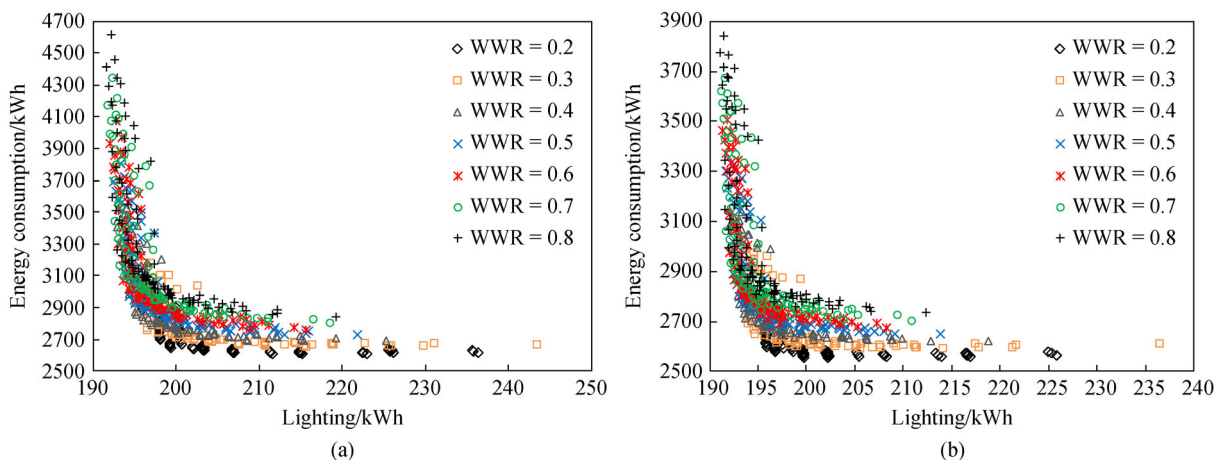 4700
4500
4300
4100
3900
3700
3500
3300
3100
2900
2700
2500
Energy consumption/kWh
190
200
210
220
230
240
250
Lighting/kWh
WWR = 0.2
WWR = 0.3
WWR = 0.4
WWR = 0.5
WWR = 0.6
WWR = 0.7
WWR = 0.8
(a)
3900
3700
3500
3300
3100
2900
2700
2500
Energy consumption/kWh
190
195
200
205
210
215
220
225
230
235
240
Lighting/kWh
WWR = 0.2
WWR = 0.3
WWR = 0.4
WWR = 0.5
WWR = 0.6
WWR = 0.7
WWR = 0.8
(b)